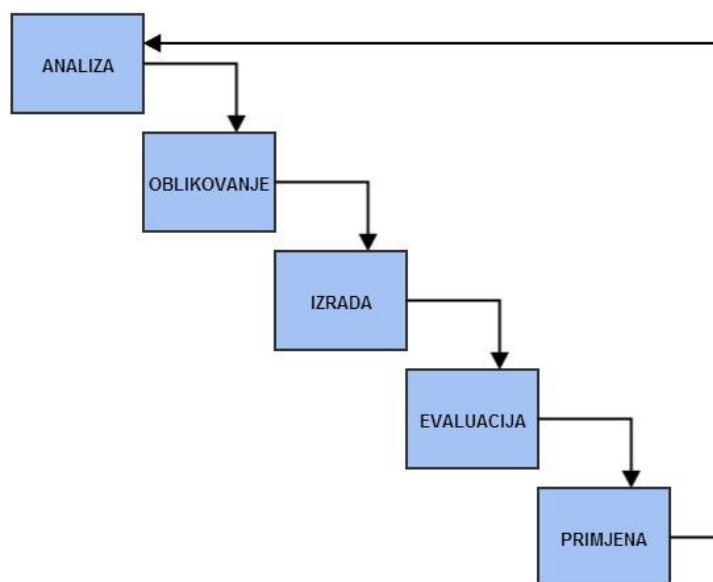 ANALIZA
OBLIKOVANJE
IZRADA
EVALUACIJA
PRIMJENA